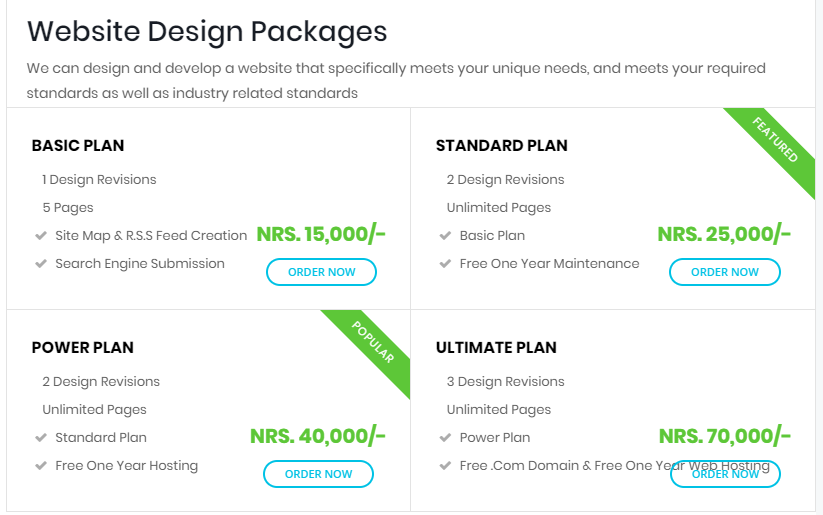 Website Design Packages
We can design and develop a website that specifically meets your unique needs, and meets your required
standards as well as industry related standards
BASIC PLAN
1 Design Revisions
5 Pages
Site Map & R.S.S Feed Creation
NRS. 15,000/-
Search Engine Submission
ORDER NOW
FEATURED
STANDARD PLAN
2 Design Revisions
Unlimited Pages
Basic Plan
NRS. 25,000/-
Free One Year Maintenance
ORDER NOW
POPULAR
POWER PLAN
2 Design Revisions
Unlimited Pages
Standard Plan
NRS. 40,000/-
Free One Year Hosting
ORDER NOW
ULTIMATE PLAN
3 Design Revisions
Unlimited Pages
Power Plan
NRS. 70,000/-
Free .Com Domain & Free One Year Web Hosting
ORDER NOW